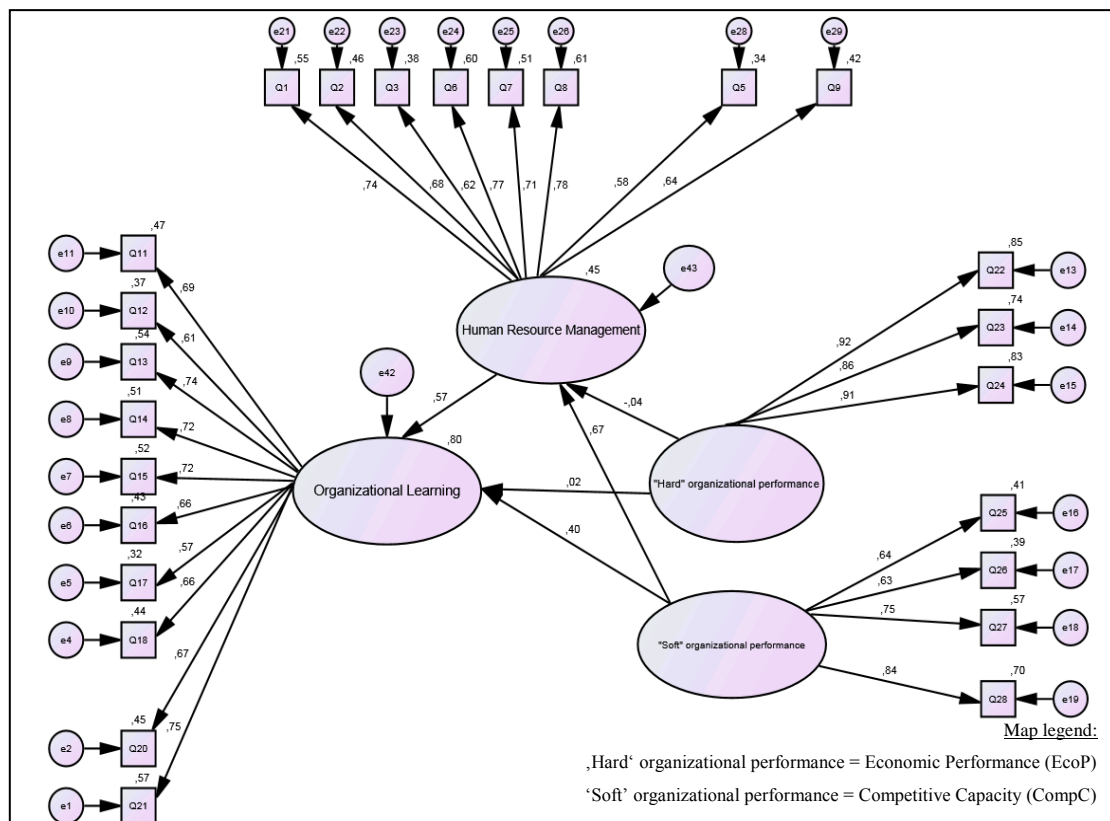 e21 e22 e23 e24 e25 e26 e28 e29
,55 ,46 ,38 ,60 ,51 ,61 ,34 ,42
Q1 Q2 Q3 Q6 Q7 Q8 Q5 Q9
,74 ,68 ,62 ,77 ,71 ,78 ,58 ,64
,47
e11 Q11
,69
,37
e10 Q12
,61
,54
e9 Q13
,74
,51
e8 Q14
,72
,52
e7 Q15
,72
,43
e6 Q16
,66
,57
,32
e5 Q17
,66
,44
e4 Q18
,67
,45
e2 Q20
,75
,57
e1 Q21
,45
e43
Human Resource Management
e42
,57
,80
Organizational Learning
-,04
,67
,02
,40
"Hard" organizational performance
"Soft" organizational performance
,85
,92
Q22 e13
,74
,86
Q23 e14
,83
,91
Q24 e15
,41
,64
Q25 e16
,39
,63
Q26 e17
,57
,75
Q27 e18
,70
,84
Q28 e19
Map legend:
‚Hard‘ organizational performance = Economic Performance (EcoP)
‘Soft’ organizational performance = Competitive Capacity (CompC)